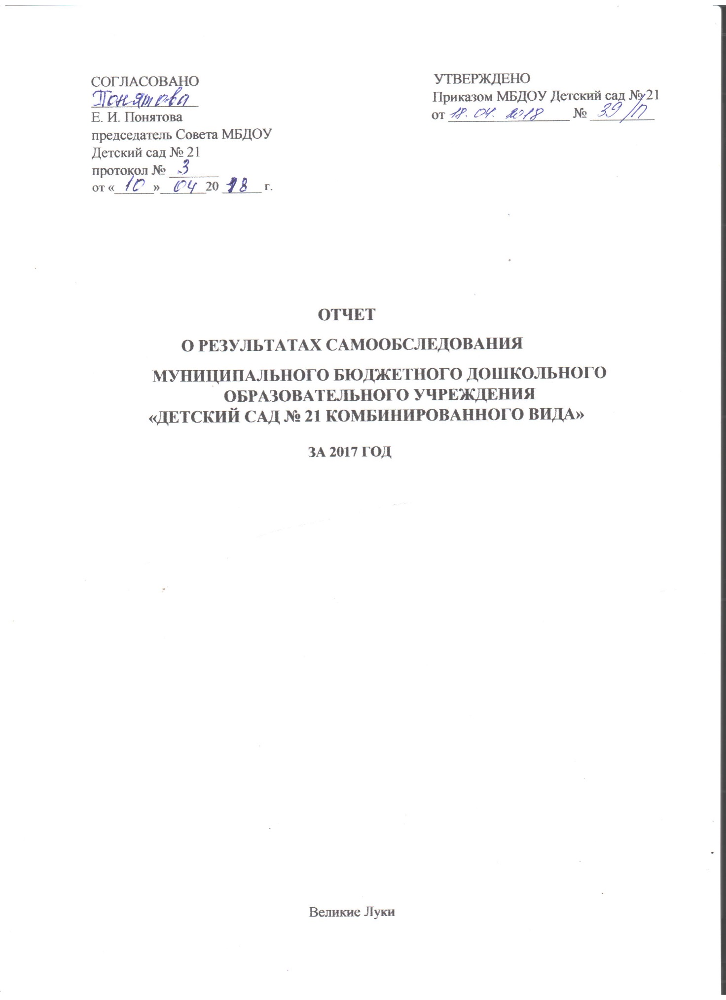 СОГЛАСОВАНО
Понятова
Е. И. Понятова
председатель Совета МБДОУ
Детский сад № 21
протокол № 3
от «10» 04 20 18 г.
УТВЕРЖДЕНО
Приказом МБДОУ Детский сад № 21
от 18. 04. 2018 № 39/П
ОТЧЕТ
О РЕЗУЛЬТАТАХ САМООБСЛЕДОВАНИЯ
МУНИЦИПАЛЬНОГО БЮДЖЕТНОГО ДОШКОЛЬНОГО
ОБРАЗОВАТЕЛЬНОГО УЧРЕЖДЕНИЯ
«ДЕТСКИЙ САД № 21 КОМБИНИРОВАННОГО ВИДА»
ЗА 2017 ГОД
Великие Луки